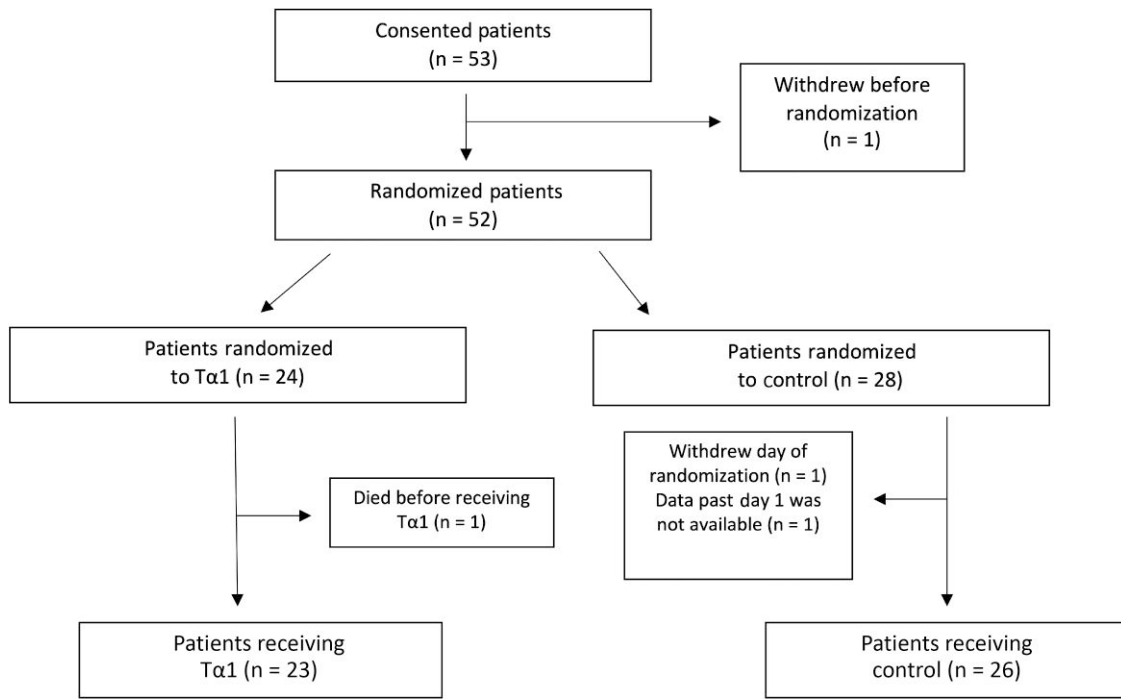 Consented patients
(n = 53)
Withdrew before
randomization
(n = 1)
Randomized patients
(n = 52)
Patients randomized
to Tα1 (n = 24)
Patients randomized
to control (n = 28)
Died before receiving
Tα1 (n = 1)
Withdrew day of
randomization (n = 1)
Data past day 1 was
not available (n = 1)
Patients receiving
Tα1 (n = 23)
Patients receiving
control (n = 26)